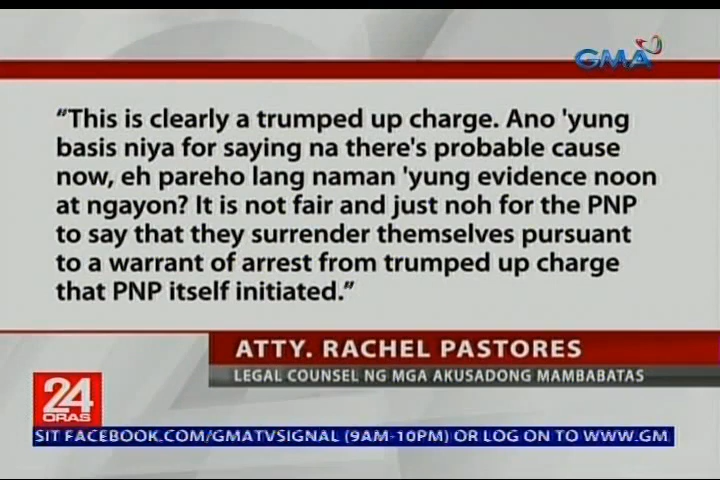 GMA
“This is clearly a trumped up charge. Ano 'yung
basis niya for saying na there's probable cause
now, eh pareho lang naman 'yung evidence noon
at ngayon? It is not fair and just noh for the PNP
to say that they surrender themselves pursuant
to a warrant of arrest from trumped up charge
that PNP itself initiated.”
ATTY. RACHEL PASTORES
LEGAL COUNSEL NG MGA AKUSADONG MAMBABATAS
24
ORAS
SIT FACEBOOK.COM/GMATVSIGNAL (9AM-10PM) OR LOG ON TO WWW.GM